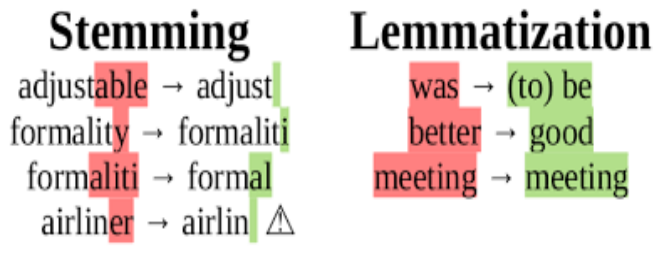 Stemming
adjustable → adjust
formality → formaliti
formaliti → formal
airliner → airlin ⚠
Lemmatization
was → (to) be
better → good
meeting → meeting